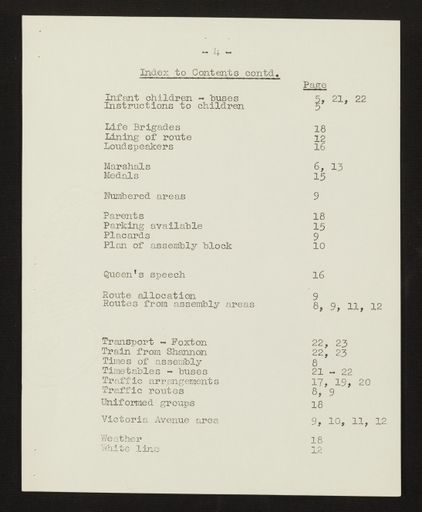 - 4 -
Index to Contents contd.
Page
Infant children - buses 5, 21, 22
Instructions to children 5
Life Brigades 18
Lining of route 12
Loudspeakers 16
Marshals 6, 13
Medals 15
Numbered areas 9
Parents 18
Parking available 15
Placards 9
Plan of assembly block 10
Queen's speech 16
Route allocation 9
Routes from assembly areas 8, 9, 11, 12
Transport - Foxton 22, 23
Train from Shannon 22, 23
Times of assembly 8
Timetables - buses 21 - 22
Traffic arrangements 17, 19, 20
Traffic routes 8, 9
Uniformed groups 18
Victoria Avenue area 9, 10, 11, 12
Weather 18
White line 12